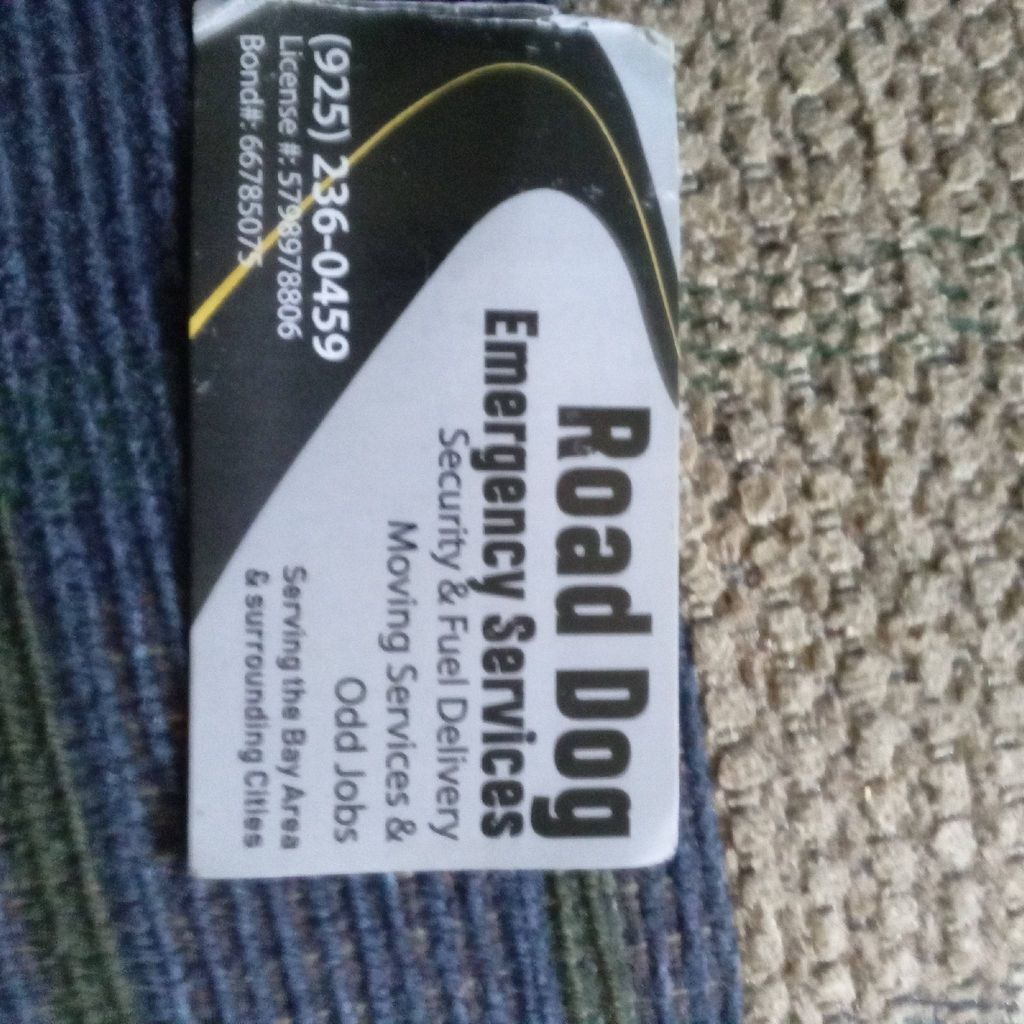 Road Dog
Emergency Services
Security & Fuel Delivery
Moving Services &
Odd Jobs
Serving the Bay Area
& surrounding Cities
(925) 236-0459
License #: 5798978806
Bond#: 66785075